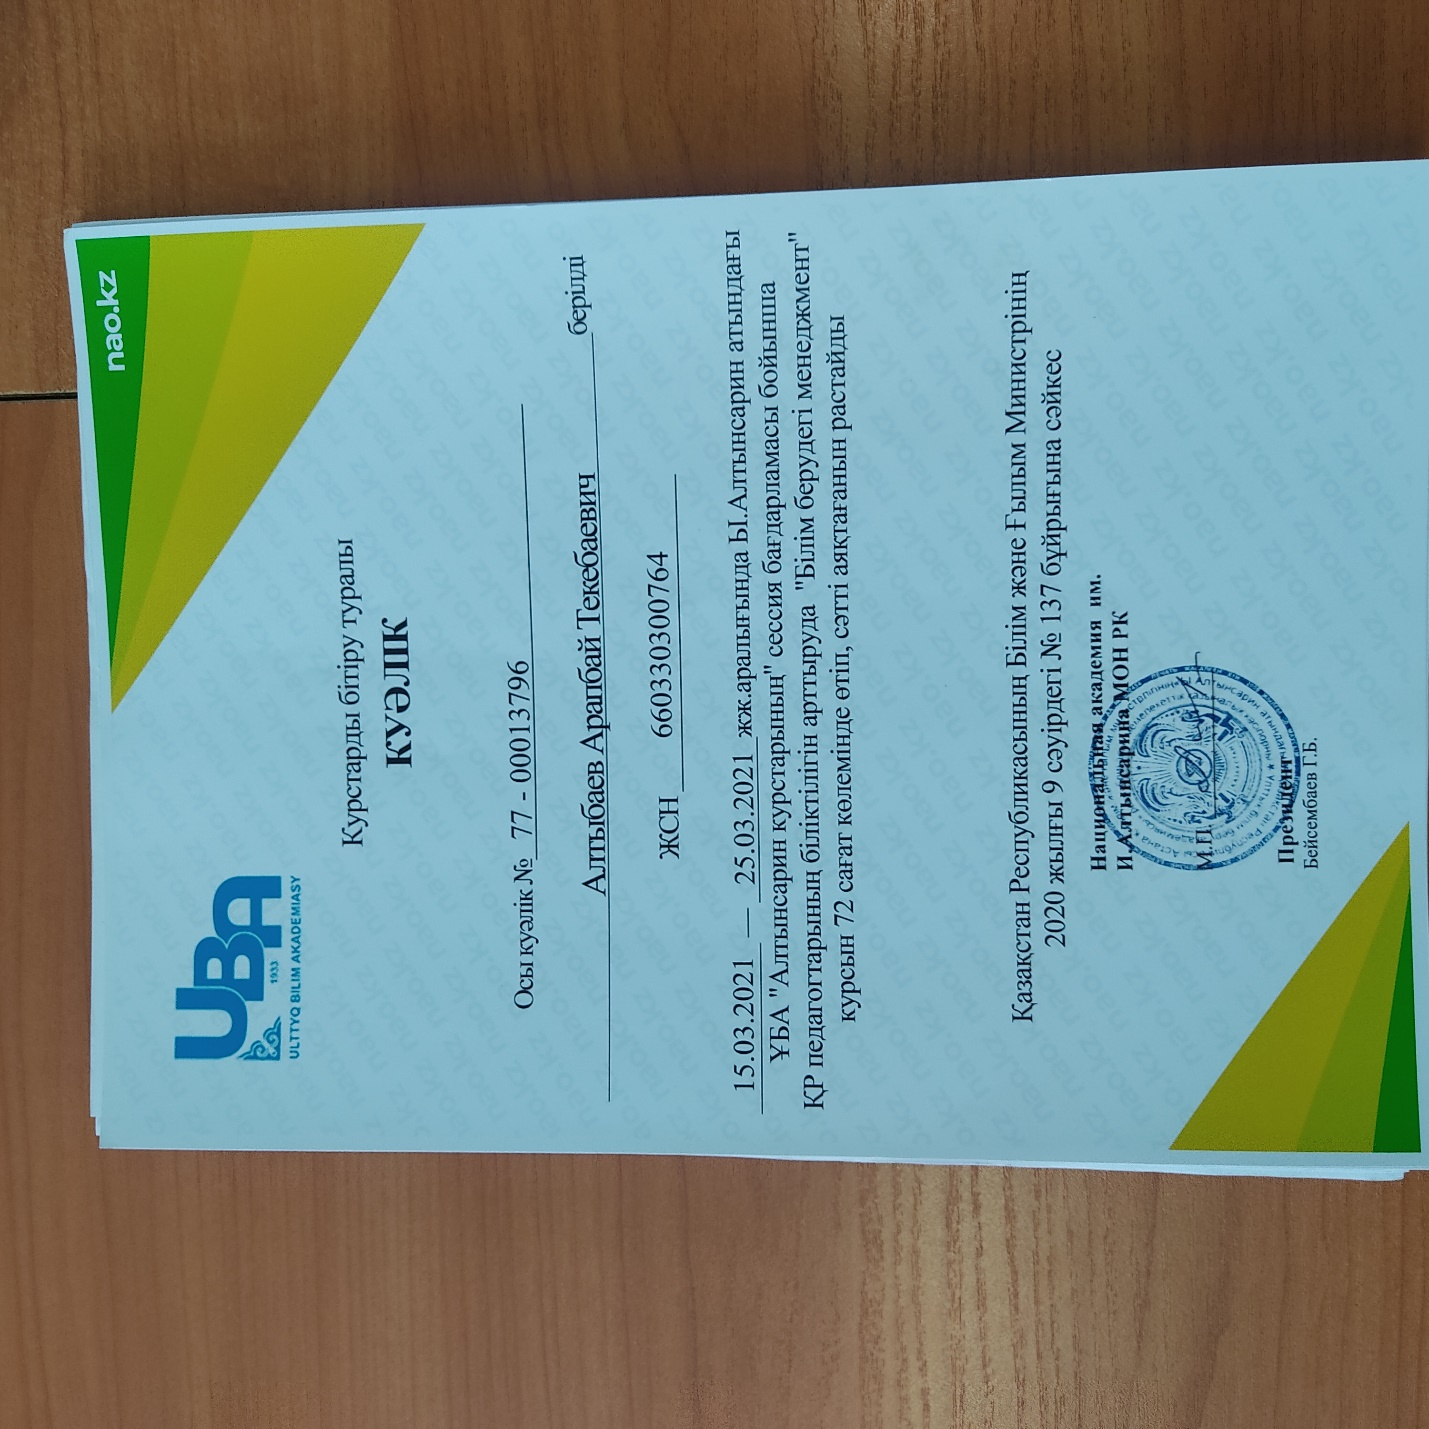 nao.kz
UBA
1933
ULTTYQ BILIM AKADEMIASY
Курстарды бітіру туралы
КУӘЛІК
Осы куәлік № 77 - 00013796
Алтыбаев Арапбай Текебаевич берілді
ЖСН 660330300764
15.03.2021 — 25.03.2021 жж.аралығында Ы.Алтынсарин атындағы
ҰБА "Алтынсарин курстарының" сессия бағдарламасы бойынша
ҚР педагогтарының біліктілігін арттыруда "Білім берудегі менеджмент"
курсын 72 сағат көлемінде өтіп, сәтті аяқтағанын растайды
Қазақстан Республикасының Білім және Ғылым Министрінің
2020 жылғы 9 сәуірдегі № 137 бұйрығына сәйкес
Национальная академия им.
И. Алтынсарина МОН РК
М.П.
Президент
Бейсембаев Г.Б.